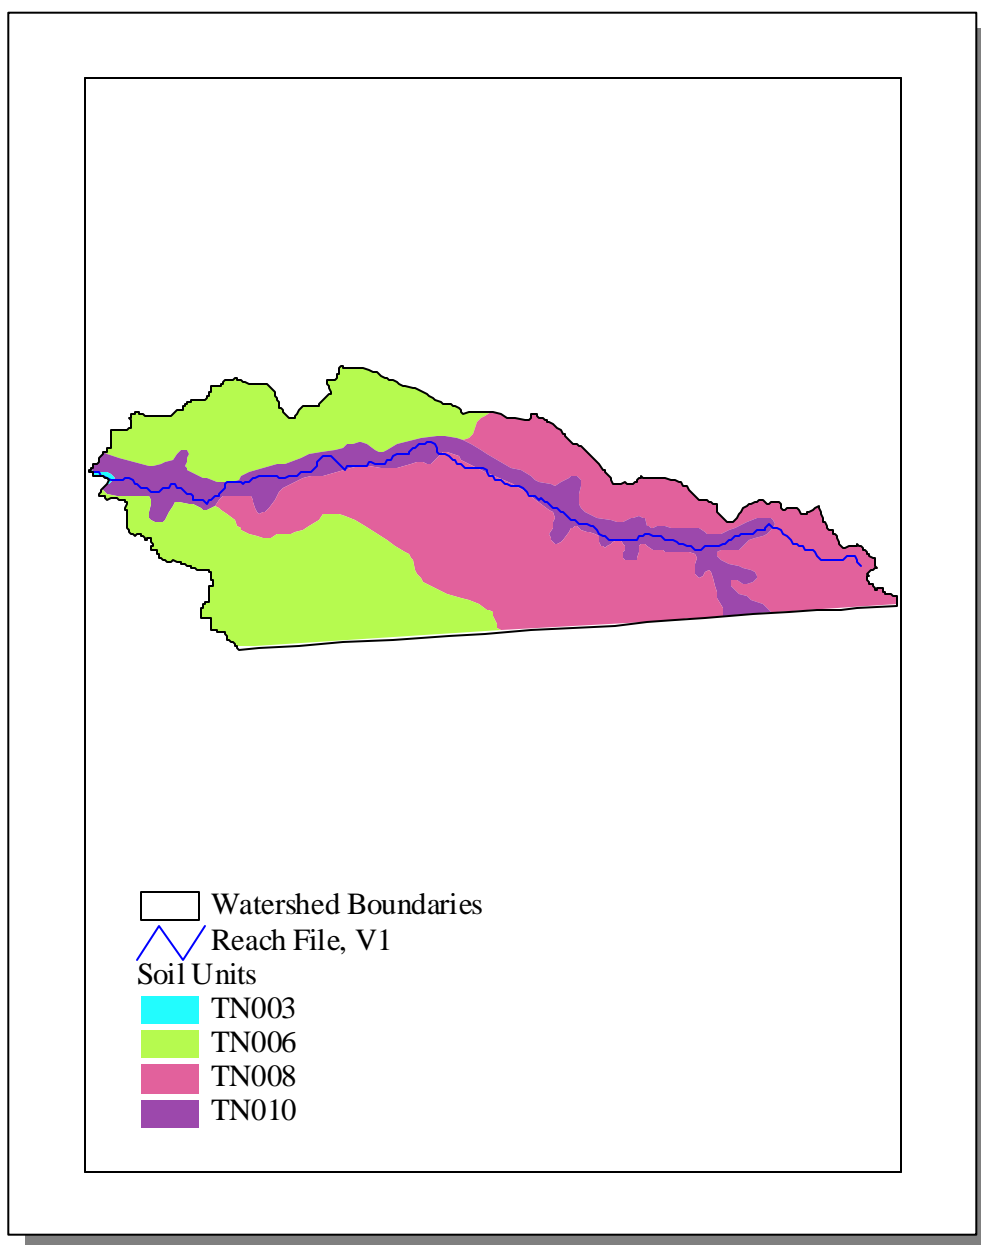 Watershed Boundaries
Reach File, V1
Soil Units
TN003
TN006
TN008
TN010